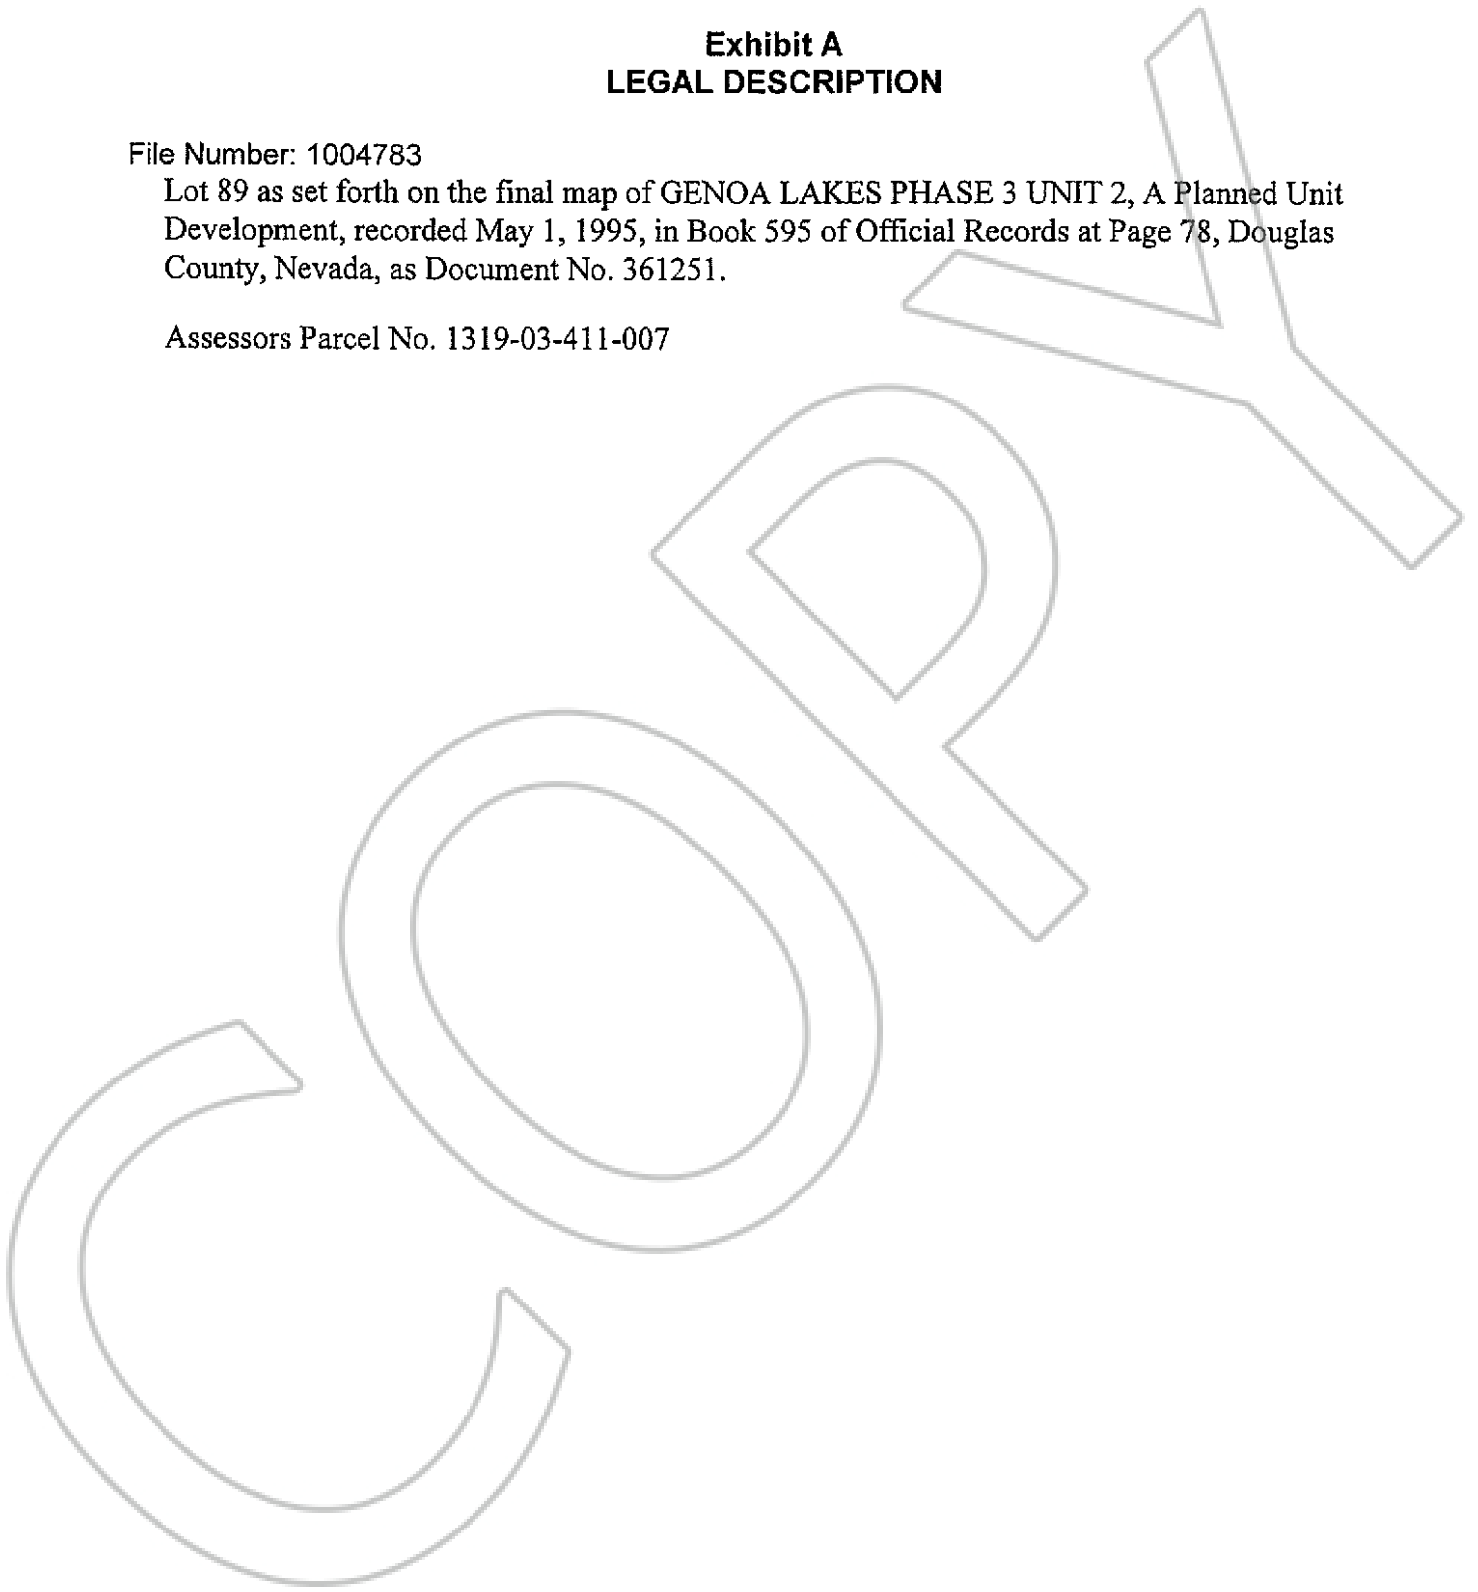 Exhibit A
LEGAL DESCRIPTION
File Number: 1004783
Lot 89 as set forth on the final map of GENOA LAKES PHASE 3 UNIT 2, A Planned Unit
Development, recorded May 1, 1995, in Book 595 of Official Records at Page 78, Douglas
County, Nevada, as Document No. 361251.
Assessors Parcel No. 1319-03-411-007
COPY